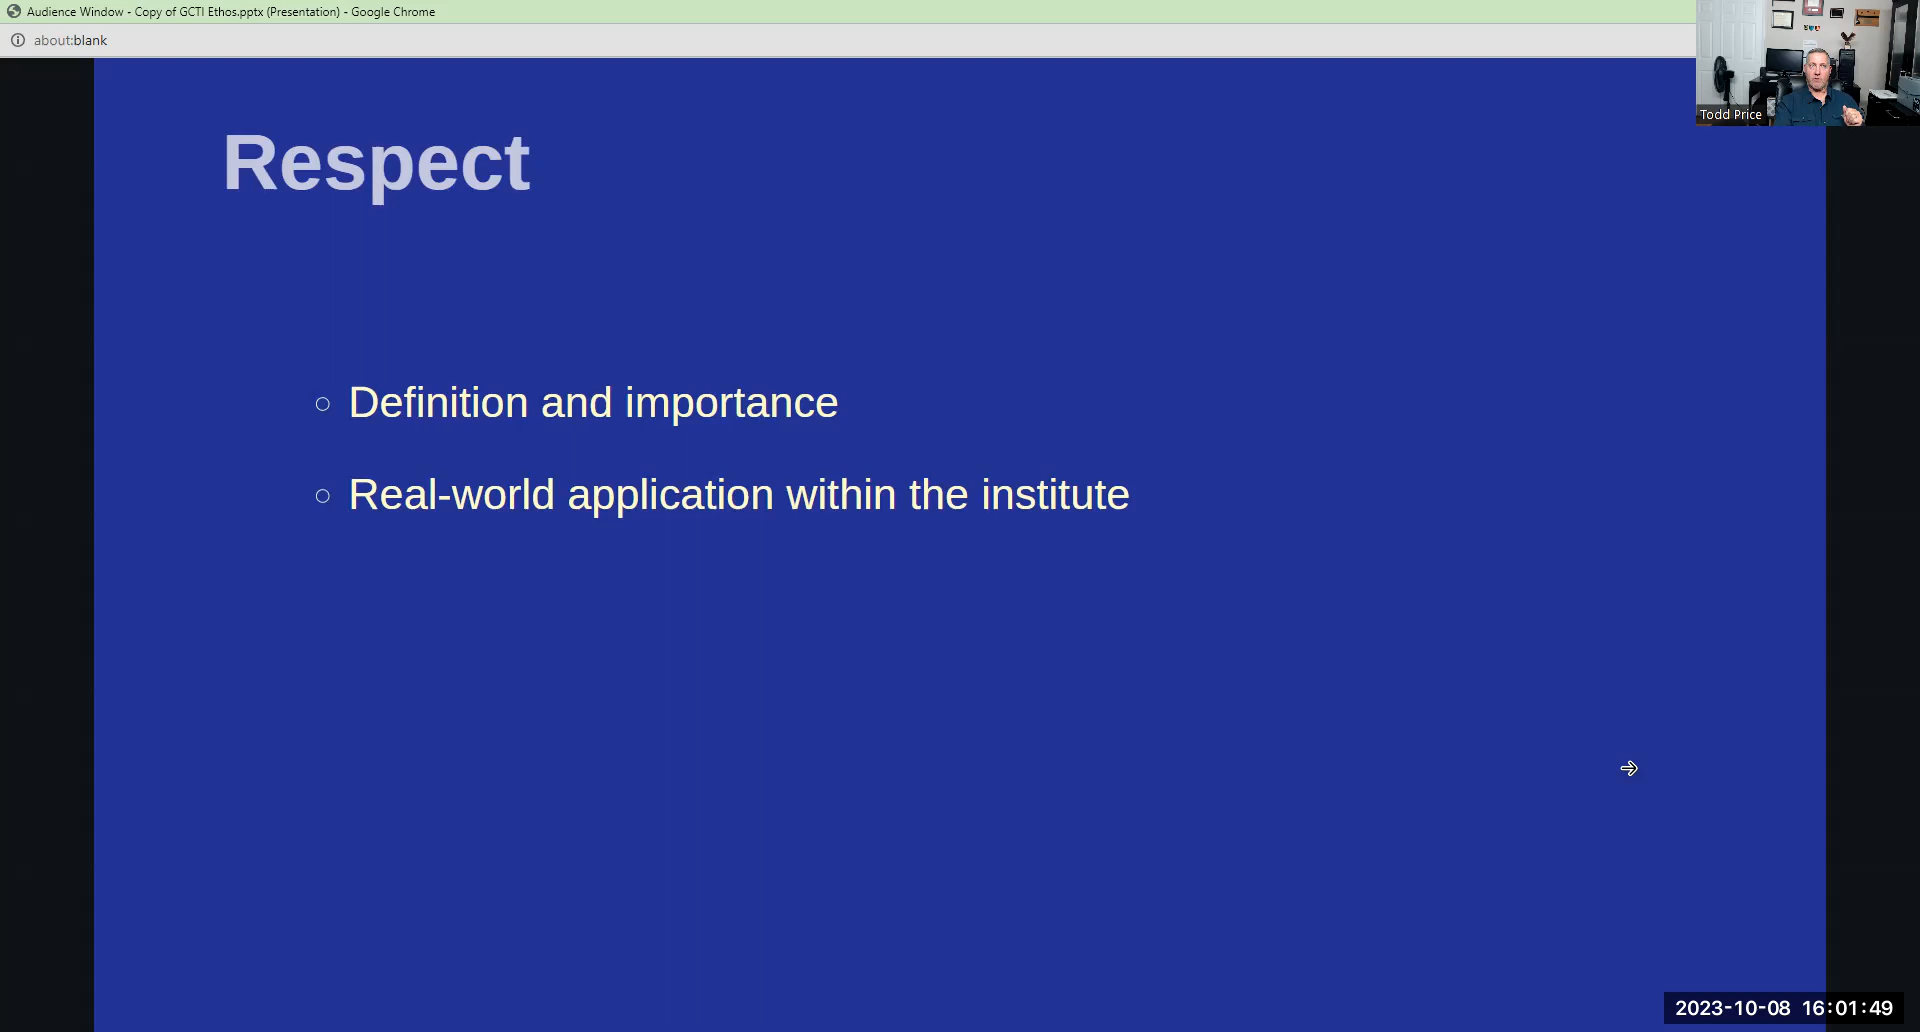 Audience Window - Copy of GCTI Ethos.pptx (Presentation) - Google Chrome
about:blank
Todd Price
Respect
Definition and importance
Real-world application within the institute
2023-10-08 16:01:49